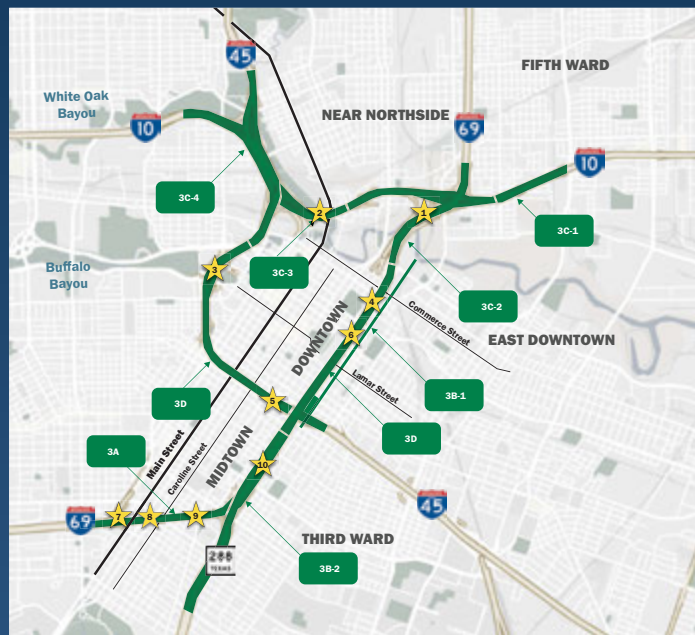 45
FIFTH WARD
White Oak
Bayou
NEAR NORTHSIDE
10
69
10
3C-4
2
1
3C-1
3C-3
Buffalo
Bayou
3
3C-2
4
Commerce Street
EAST DOWNTOWN
6
DOWNTOWN
Lamar Street
3B-1
3D
5
3D
3A
Main Street
Caroline Street
MIDTOWN
10
45
69
7
8
9
THIRD WARD
288
TEXAS
3B-2